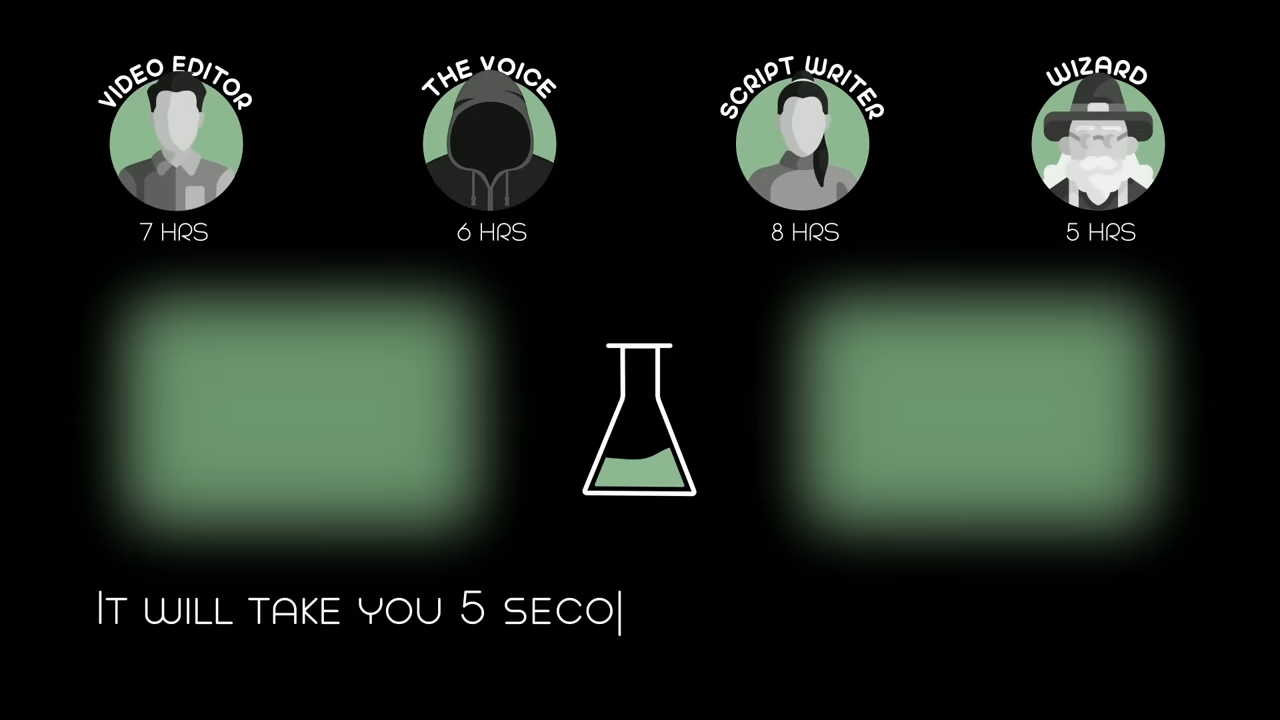 VIDEO EDITOR
THE VOICE
SCRIPT WRITER
WIZARD
7 HRS
6 HRS
8 HRS
5 HRS
IT WILL TAKE YOU 5 SECO